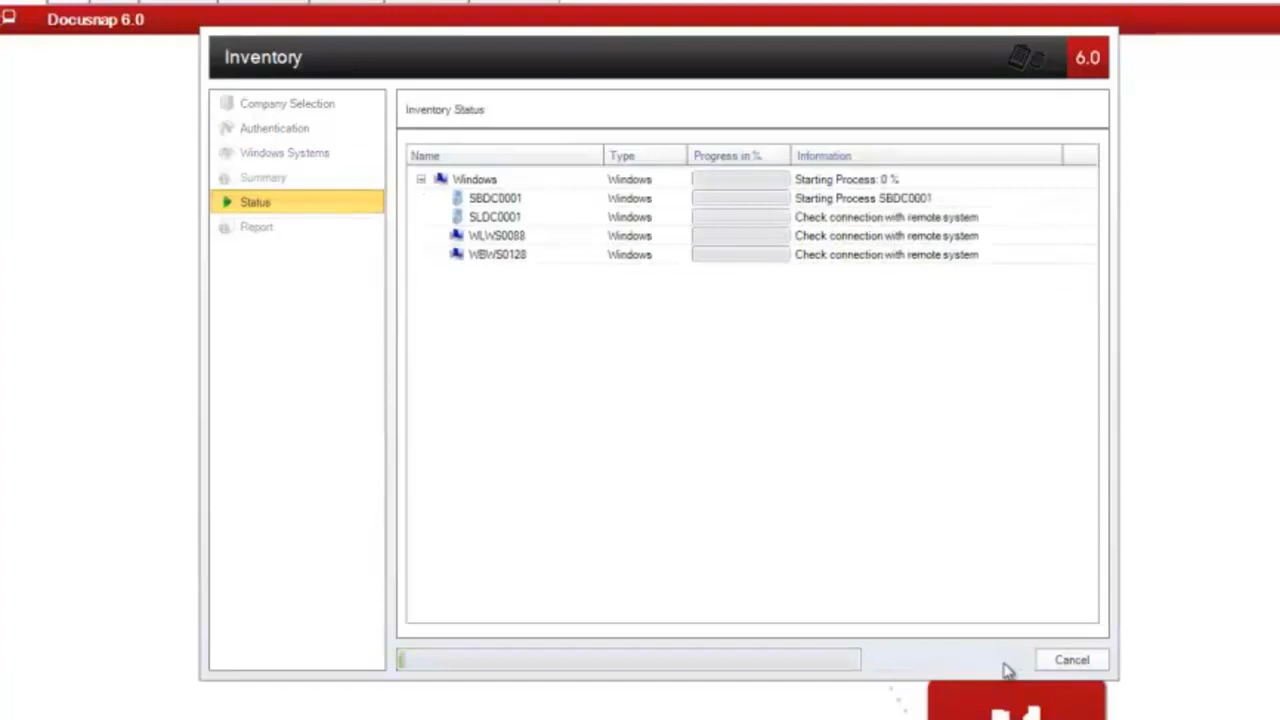 Docusnap 6.0
Inventory
6.0
Company Selection
Authentication
Windows Systems
Summary
Status
Report
Inventory Status
Name Type Progress in % Information
Windows Windows Starting Process: 0 %
SBDC0001 Windows Starting Process SBDC0001
SLDC0001 Windows Check connection with remote system
WLWS0088 Windows Check connection with remote system
WBWS0128 Windows Check connection with remote system
Cancel